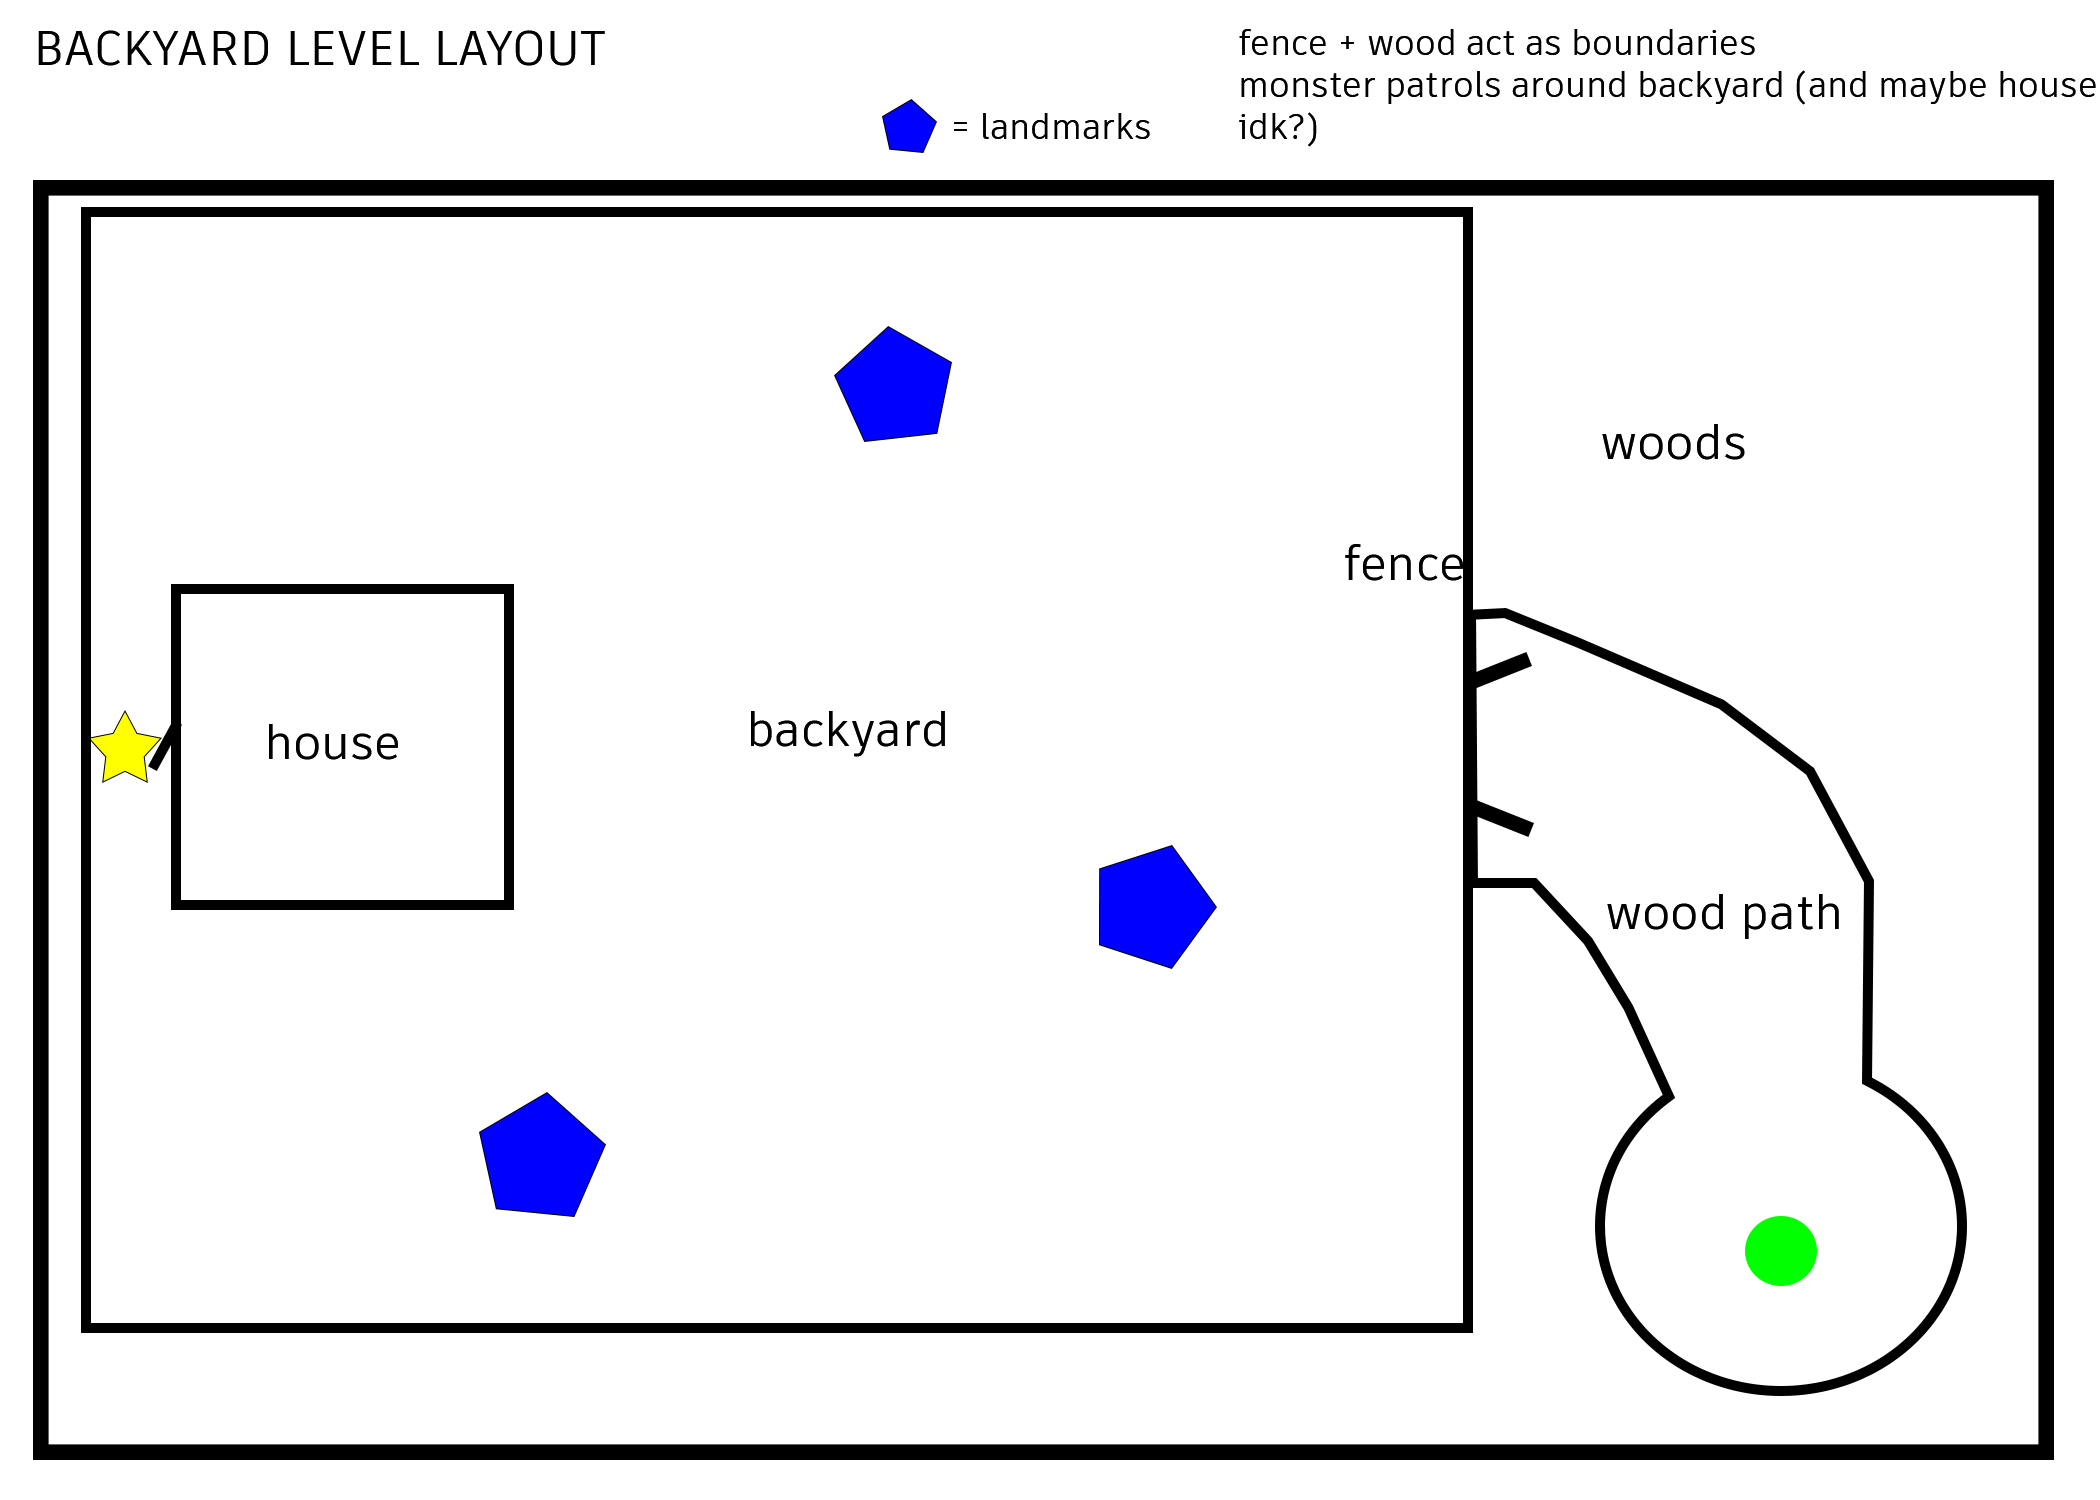 BACKYARD LEVEL LAYOUT
fence + wood act as boundaries
monster patrols around backyard (and maybe house
idk?)
= landmarks
woods
fence
house
backyard
wood path